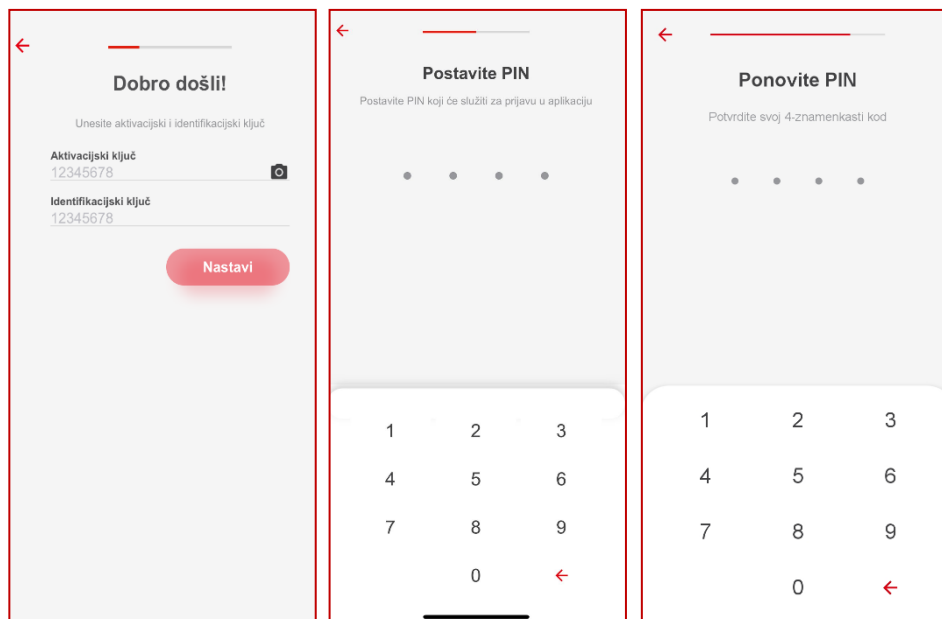 Dobro došli!
Unesite aktivacijski i identifikacijski ključ
Aktivacijski ključ
12345678
Identifikacijski ključ
12345678
Nastavi
Postavite PIN
Postavite PIN koji će služiti za prijavu u aplikaciju
1 2 3
4 5 6
7 8 9
0
Ponovite PIN
Potvrdite svoj 4-znamenkasti kod
1 2 3
4 5 6
7 8 9
0